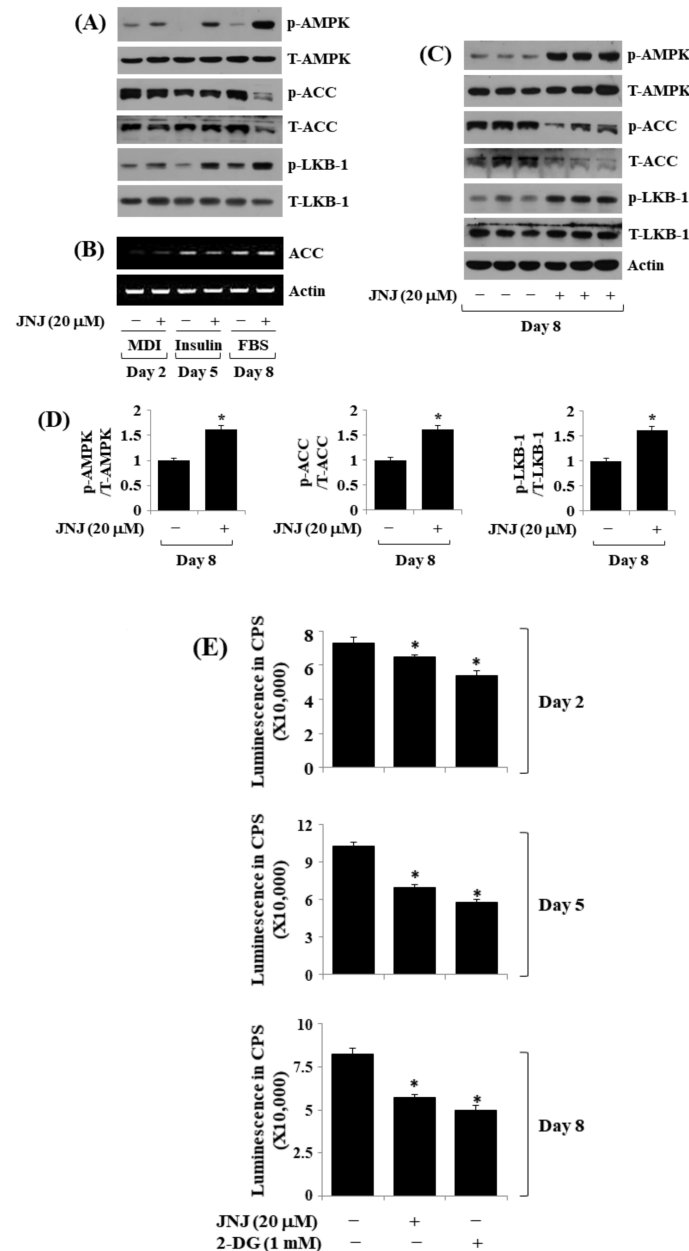 (A)
p-AMPK
T-AMPK
p-ACC
T-ACC
p-LKB-1
T-LKB-1
(B)
ACC
Actin
JNJ (20 μM) − + − + − +
MDI Insulin FBS
Day 2 Day 5 Day 8
(C)
p-AMPK
T-AMPK
p-ACC
T-ACC
p-LKB-1
T-LKB-1
Actin
JNJ (20 μM) − − − + + +
Day 8
(D)
p-AMPK
/T-AMPK
2
1.5
1
0.5
0
*
JNJ (20 μM) − +
Day 8
p-ACC
/T-ACC
2
1.5
1
0.5
0
*
JNJ (20 μM) − +
Day 8
p-LKB-1
/T-LKB-1
2
1.5
1
0.5
0
*
JNJ (20 μM) − +
Day 8
(E)
Luminescence in CPS
(X10,000)
8
6
4
2
0
* *
Day 2
Luminescence in CPS
(X10,000)
12
9
6
3
0
* *
Day 5
Luminescence in CPS
(X10,000)
10
7.5
5
2.5
0
* *
Day 8
JNJ (20 μM) − + −
2-DG (1 mM) − − +